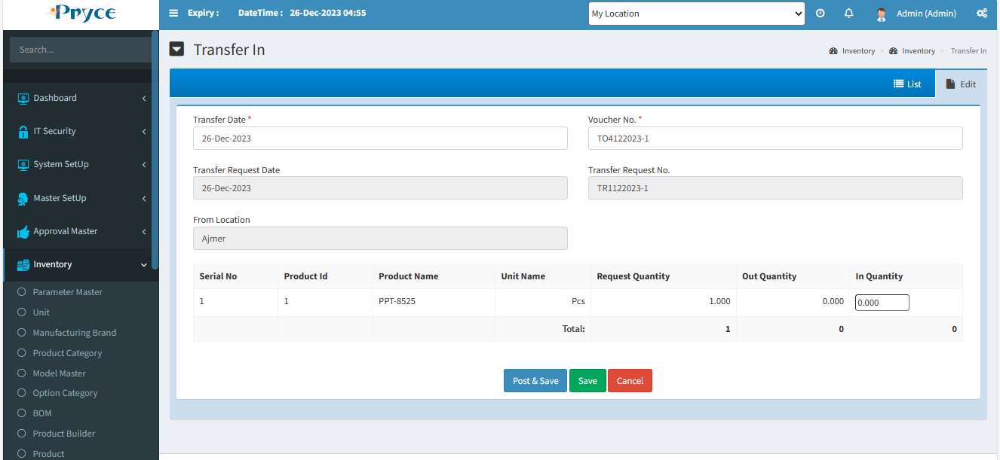 Pryce
Expiry : DateTime : 26-Dec-2023 04:55 My Location Admin (Admin)
Search...
Transfer In
Inventory > Inventory > Transfer In
List Edit
Dashboard
IT Security
System SetUp
Master SetUp
Approval Master
Inventory
Parameter Master
Unit
Manufacturing Brand
Product Category
Model Master
Option Category
BOM
Product Builder
Product
Transfer Date * Voucher No. *
26-Dec-2023 TO4122023-1
Transfer Request Date Transfer Request No.
26-Dec-2023 TR1122023-1
From Location
Ajmer
Serial No Product Id Product Name Unit Name Request Quantity Out Quantity In Quantity
1 1 PPT-8525 Pcs 1.000 0.000 0.000
Total: 1 0 0
Post & Save Save Cancel